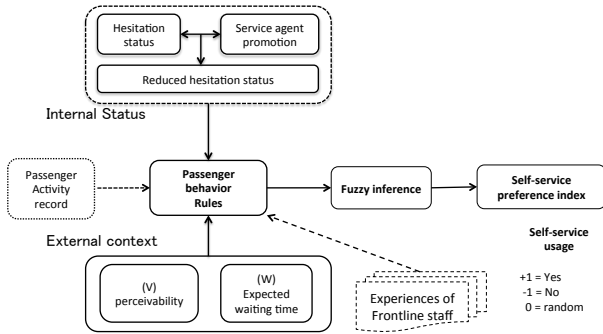 Hesitation
status
Service agent
promotion
Reduced hesitation status
Internal Status
Passenger
Activity
record
Passenger
behavior
Rules
Fuzzy inference
Self-service
preference index
External context
(V)
perceivability
(W)
Expected
waiting time
Experiences of
Frontline staff
Self-service
usage
+1 = Yes
-1 = No
0 = random